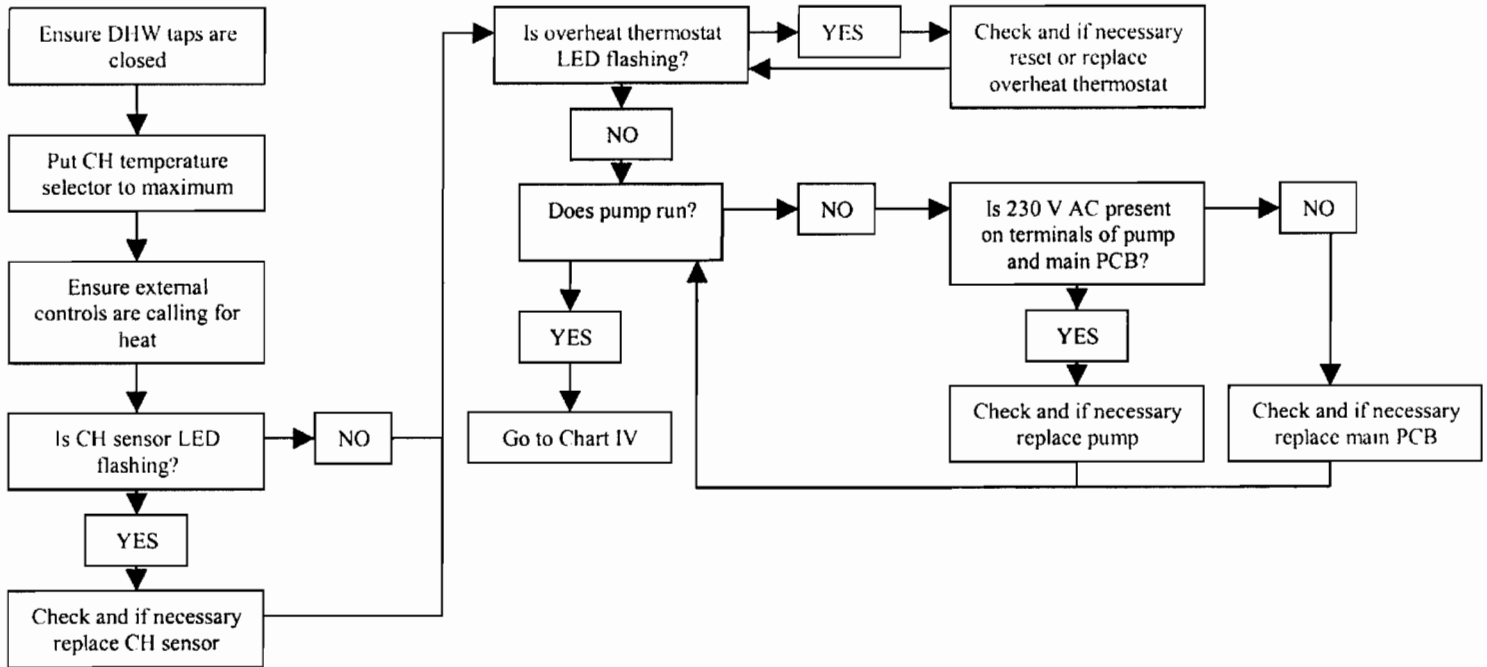 Ensure DHW taps are
closed
Put CH temperature
selector to maximum
Ensure external
controls are calling for
heat
Is CH sensor LED
flashing?
NO
YES
Check and if necessary
replace CH sensor
Is overheat thermostat
LED flashing?
YES
Check and if necessary
reset or replace
overheat thermostat
NO
Does pump run?
NO
Is 230 V AC present
on terminals of pump
and main PCB?
NO
YES
YES
Go to Chart IV
Check and if necessary
replace pump
Check and if necessary
replace main PCB